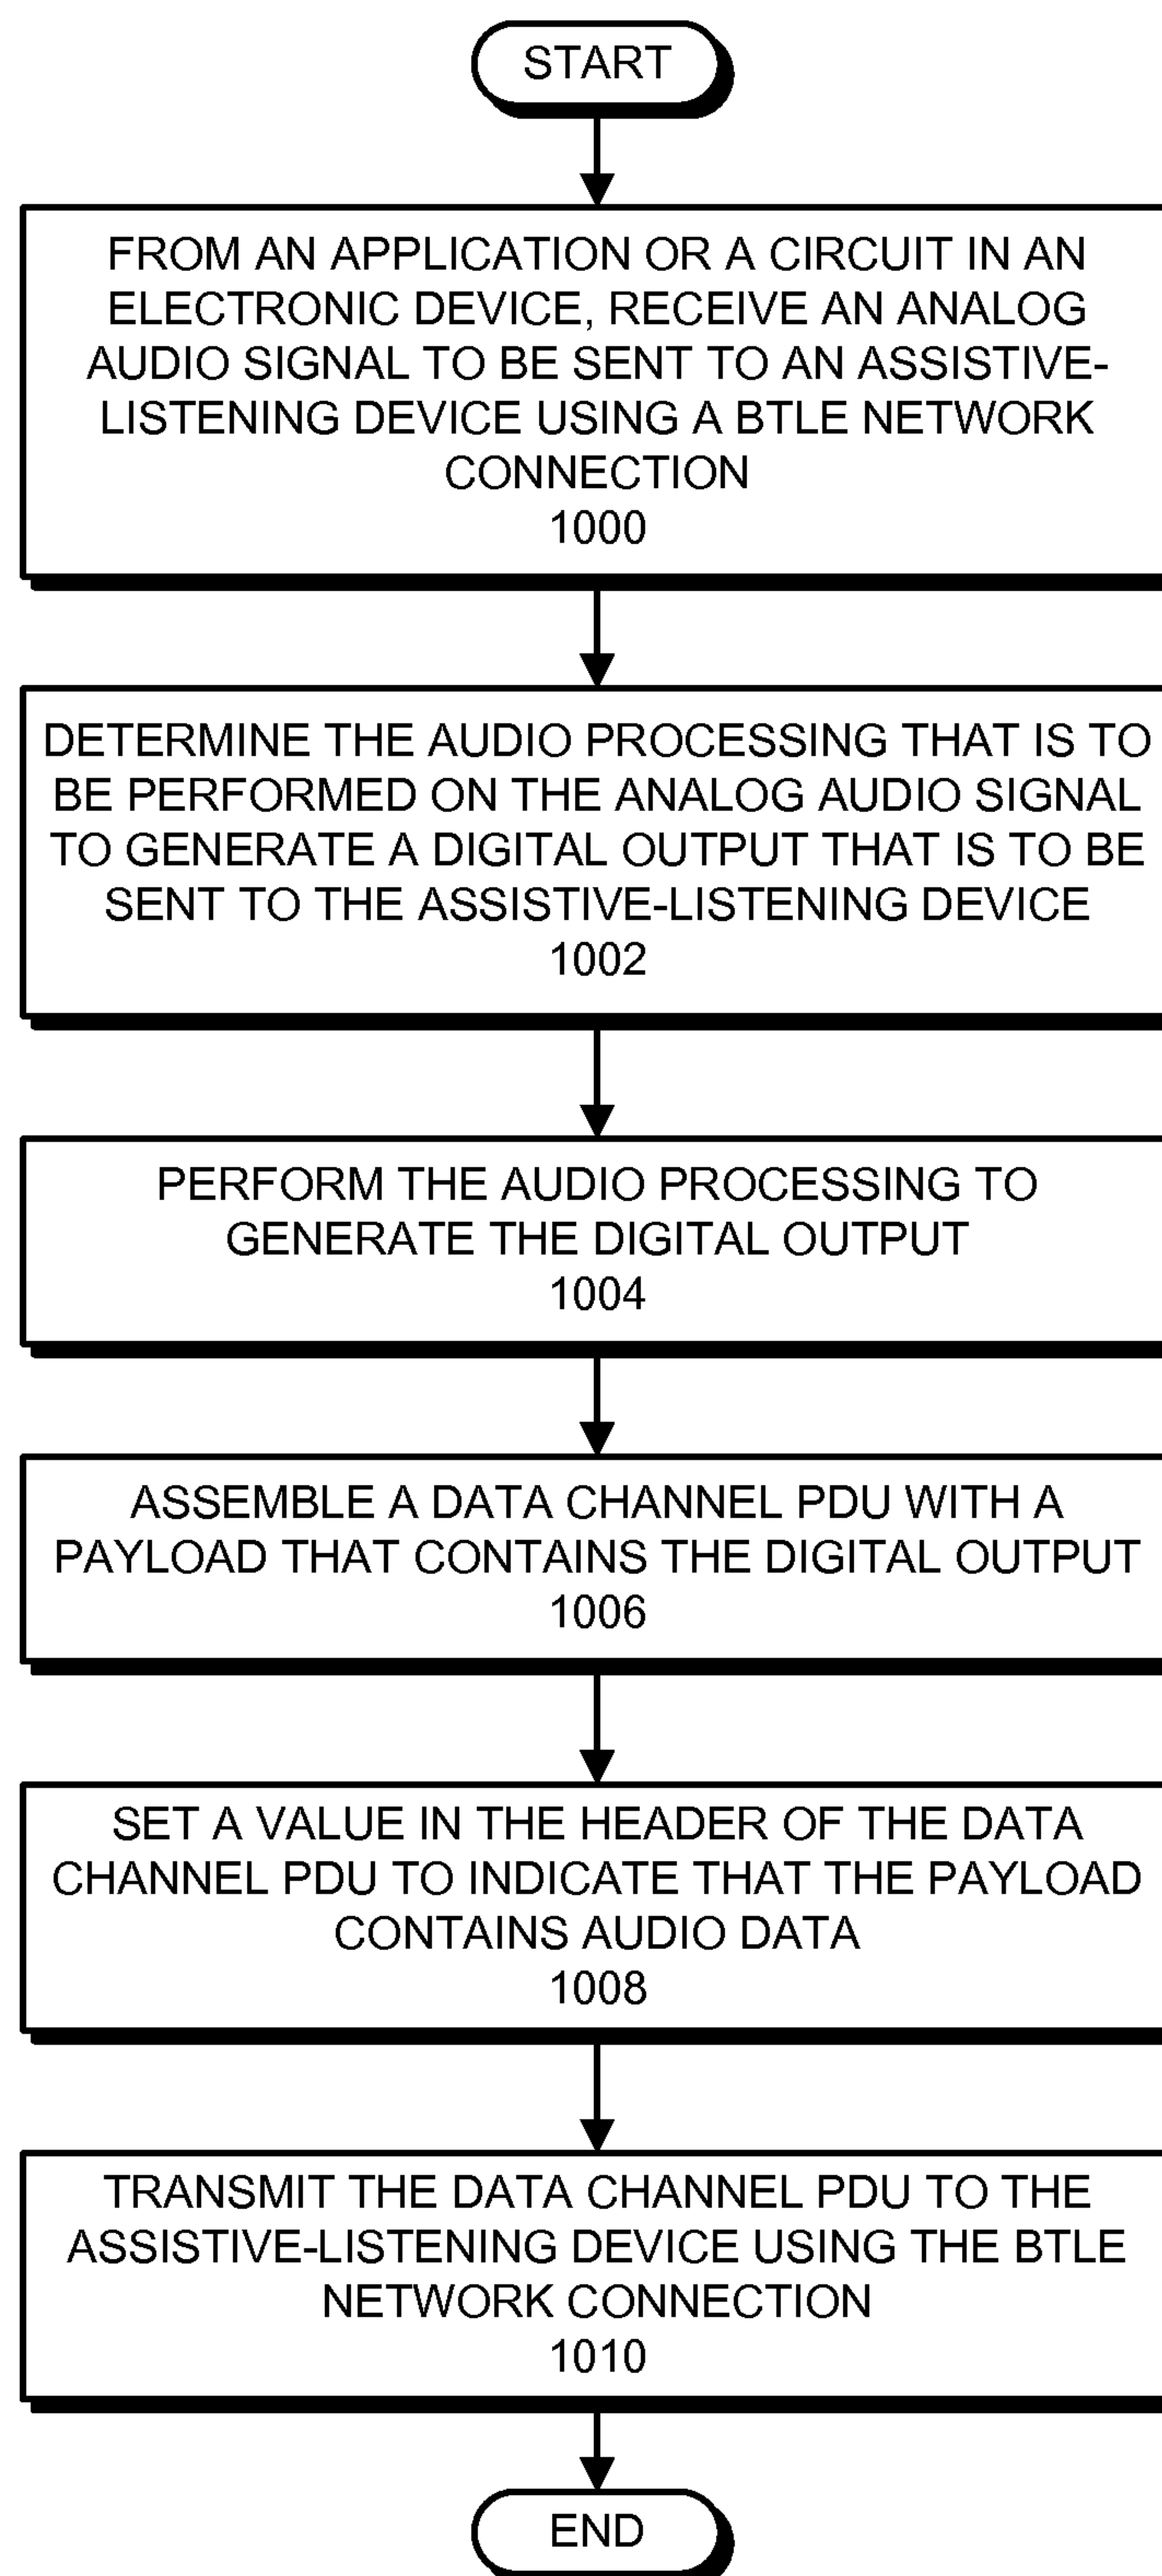 START
FROM AN APPLICATION OR A CIRCUIT IN AN
ELECTRONIC DEVICE, RECEIVE AN ANALOG
AUDIO SIGNAL TO BE SENT TO AN ASSISTIVE-
LISTENING DEVICE USING A BTLE NETWORK
CONNECTION
1000
DETERMINE THE AUDIO PROCESSING THAT IS TO
BE PERFORMED ON THE ANALOG AUDIO SIGNAL
TO GENERATE A DIGITAL OUTPUT THAT IS TO BE
SENT TO THE ASSISTIVE-LISTENING DEVICE
1002
PERFORM THE AUDIO PROCESSING TO
GENERATE THE DIGITAL OUTPUT
1004
ASSEMBLE A DATA CHANNEL PDU WITH A
PAYLOAD THAT CONTAINS THE DIGITAL OUTPUT
1006
SET A VALUE IN THE HEADER OF THE DATA
CHANNEL PDU TO INDICATE THAT THE PAYLOAD
CONTAINS AUDIO DATA
1008
TRANSMIT THE DATA CHANNEL PDU TO THE
ASSISTIVE-LISTENING DEVICE USING THE BTLE
NETWORK CONNECTION
1010
END